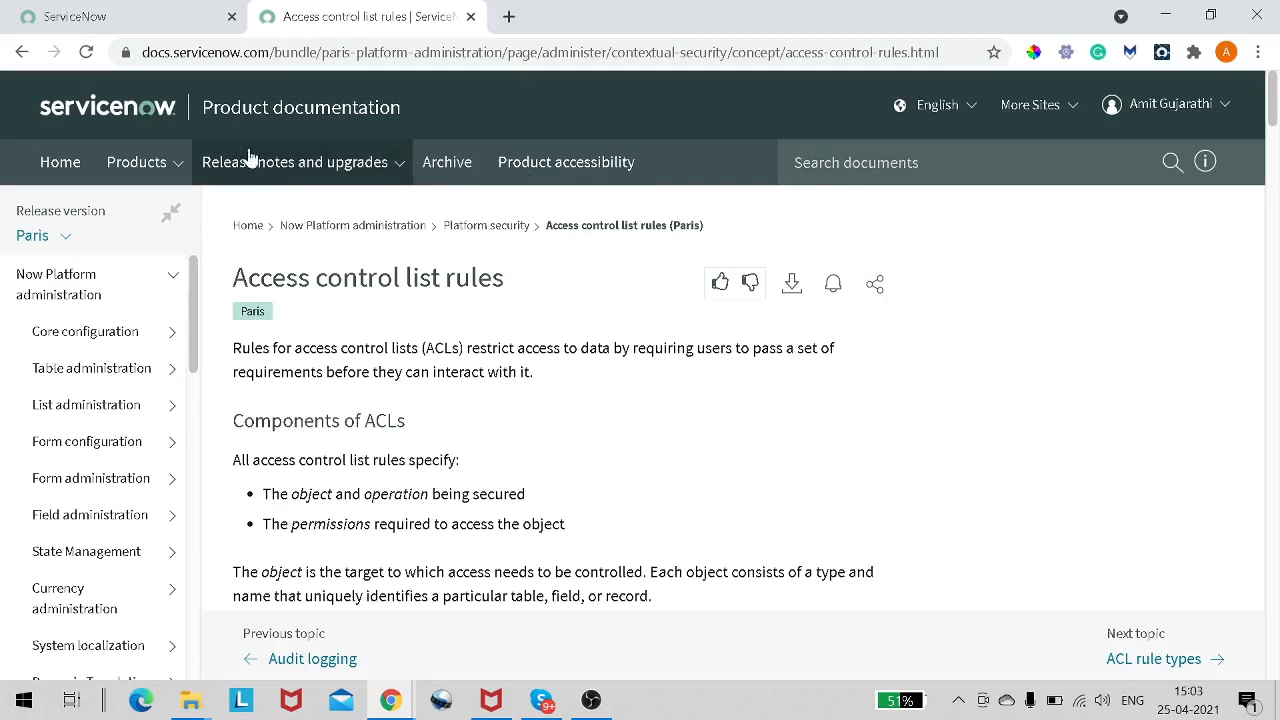 ServiceNow
Access control list rules | ServiceN
docs.servicenow.com/bundle/paris-platform-administration/page/administer/contextual-security/concept/access-control-rules.html
A
servicenow Product documentation
English
More Sites
Amit Gujarathi
Home
Products
Release notes and upgrades
Archive
Product accessibility
Search documents
Release version
Paris
Now Platform
administration
Core configuration
Table administration
List administration
Form configuration
Form administration
Field administration
State Management
Currency
administration
System localization
Home > Now Platform administration > Platform security > Access control list rules (Paris)
Access control list rules
Paris
Rules for access control lists (ACLs) restrict access to data by requiring users to pass a set of
requirements before they can interact with it.
Components of ACLs
All access control list rules specify:
• The object and operation being secured
• The permissions required to access the object
The object is the target to which access needs to be controlled. Each object consists of a type and
name that uniquely identifies a particular table, field, or record.
Previous topic
← Audit logging
Next topic
ACL rule types →
L
9+
51%
ENG
15:03
25-04-2021
1